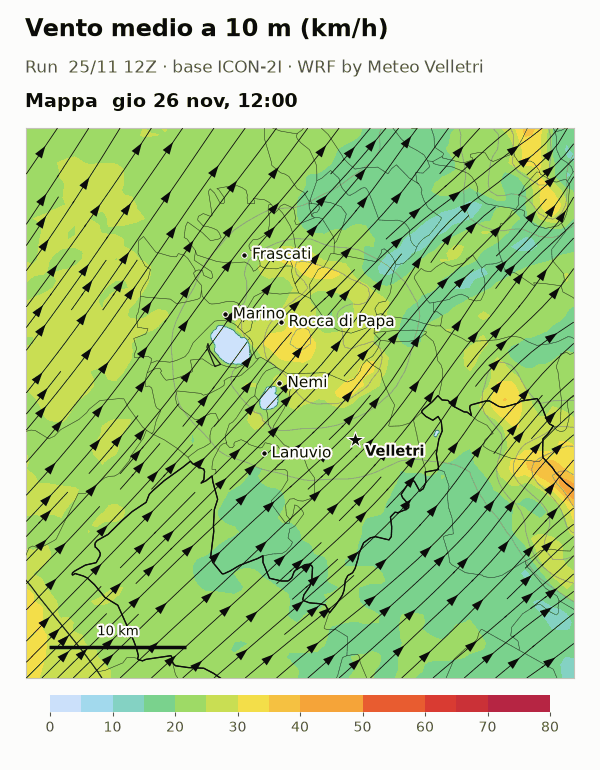 Vento medio a 10 m (km/h)
Run  25/11 12Z · base ICON-2I · WRF by Meteo Velletri
Mappa  gio 26 nov, 12:00
Frascati
Marino
Rocca di Papa
Nemi
Velletri
Lanuvio
10 km
0 10 20 30 40 50 60 70 80